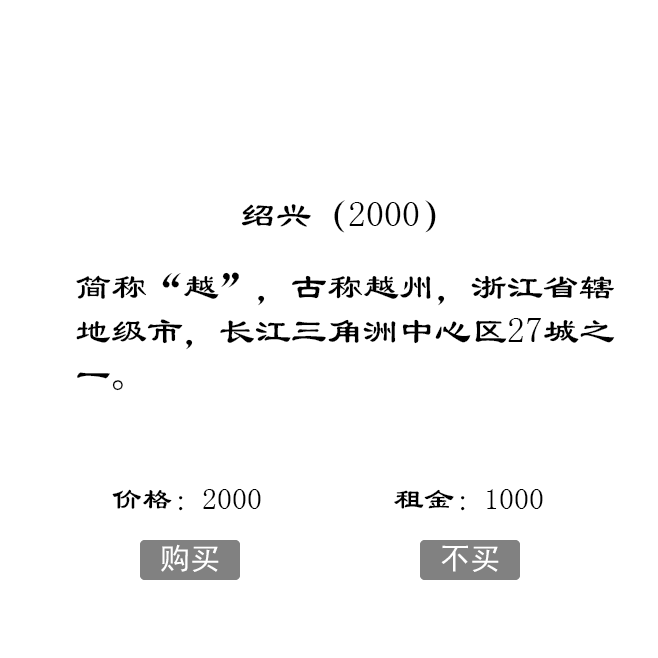 绍兴（2000）
简称“越”，古称越州，浙江省辖
地级市，长江三角洲中心区27城之
一。
价格：2000 租金：1000
购买 不买